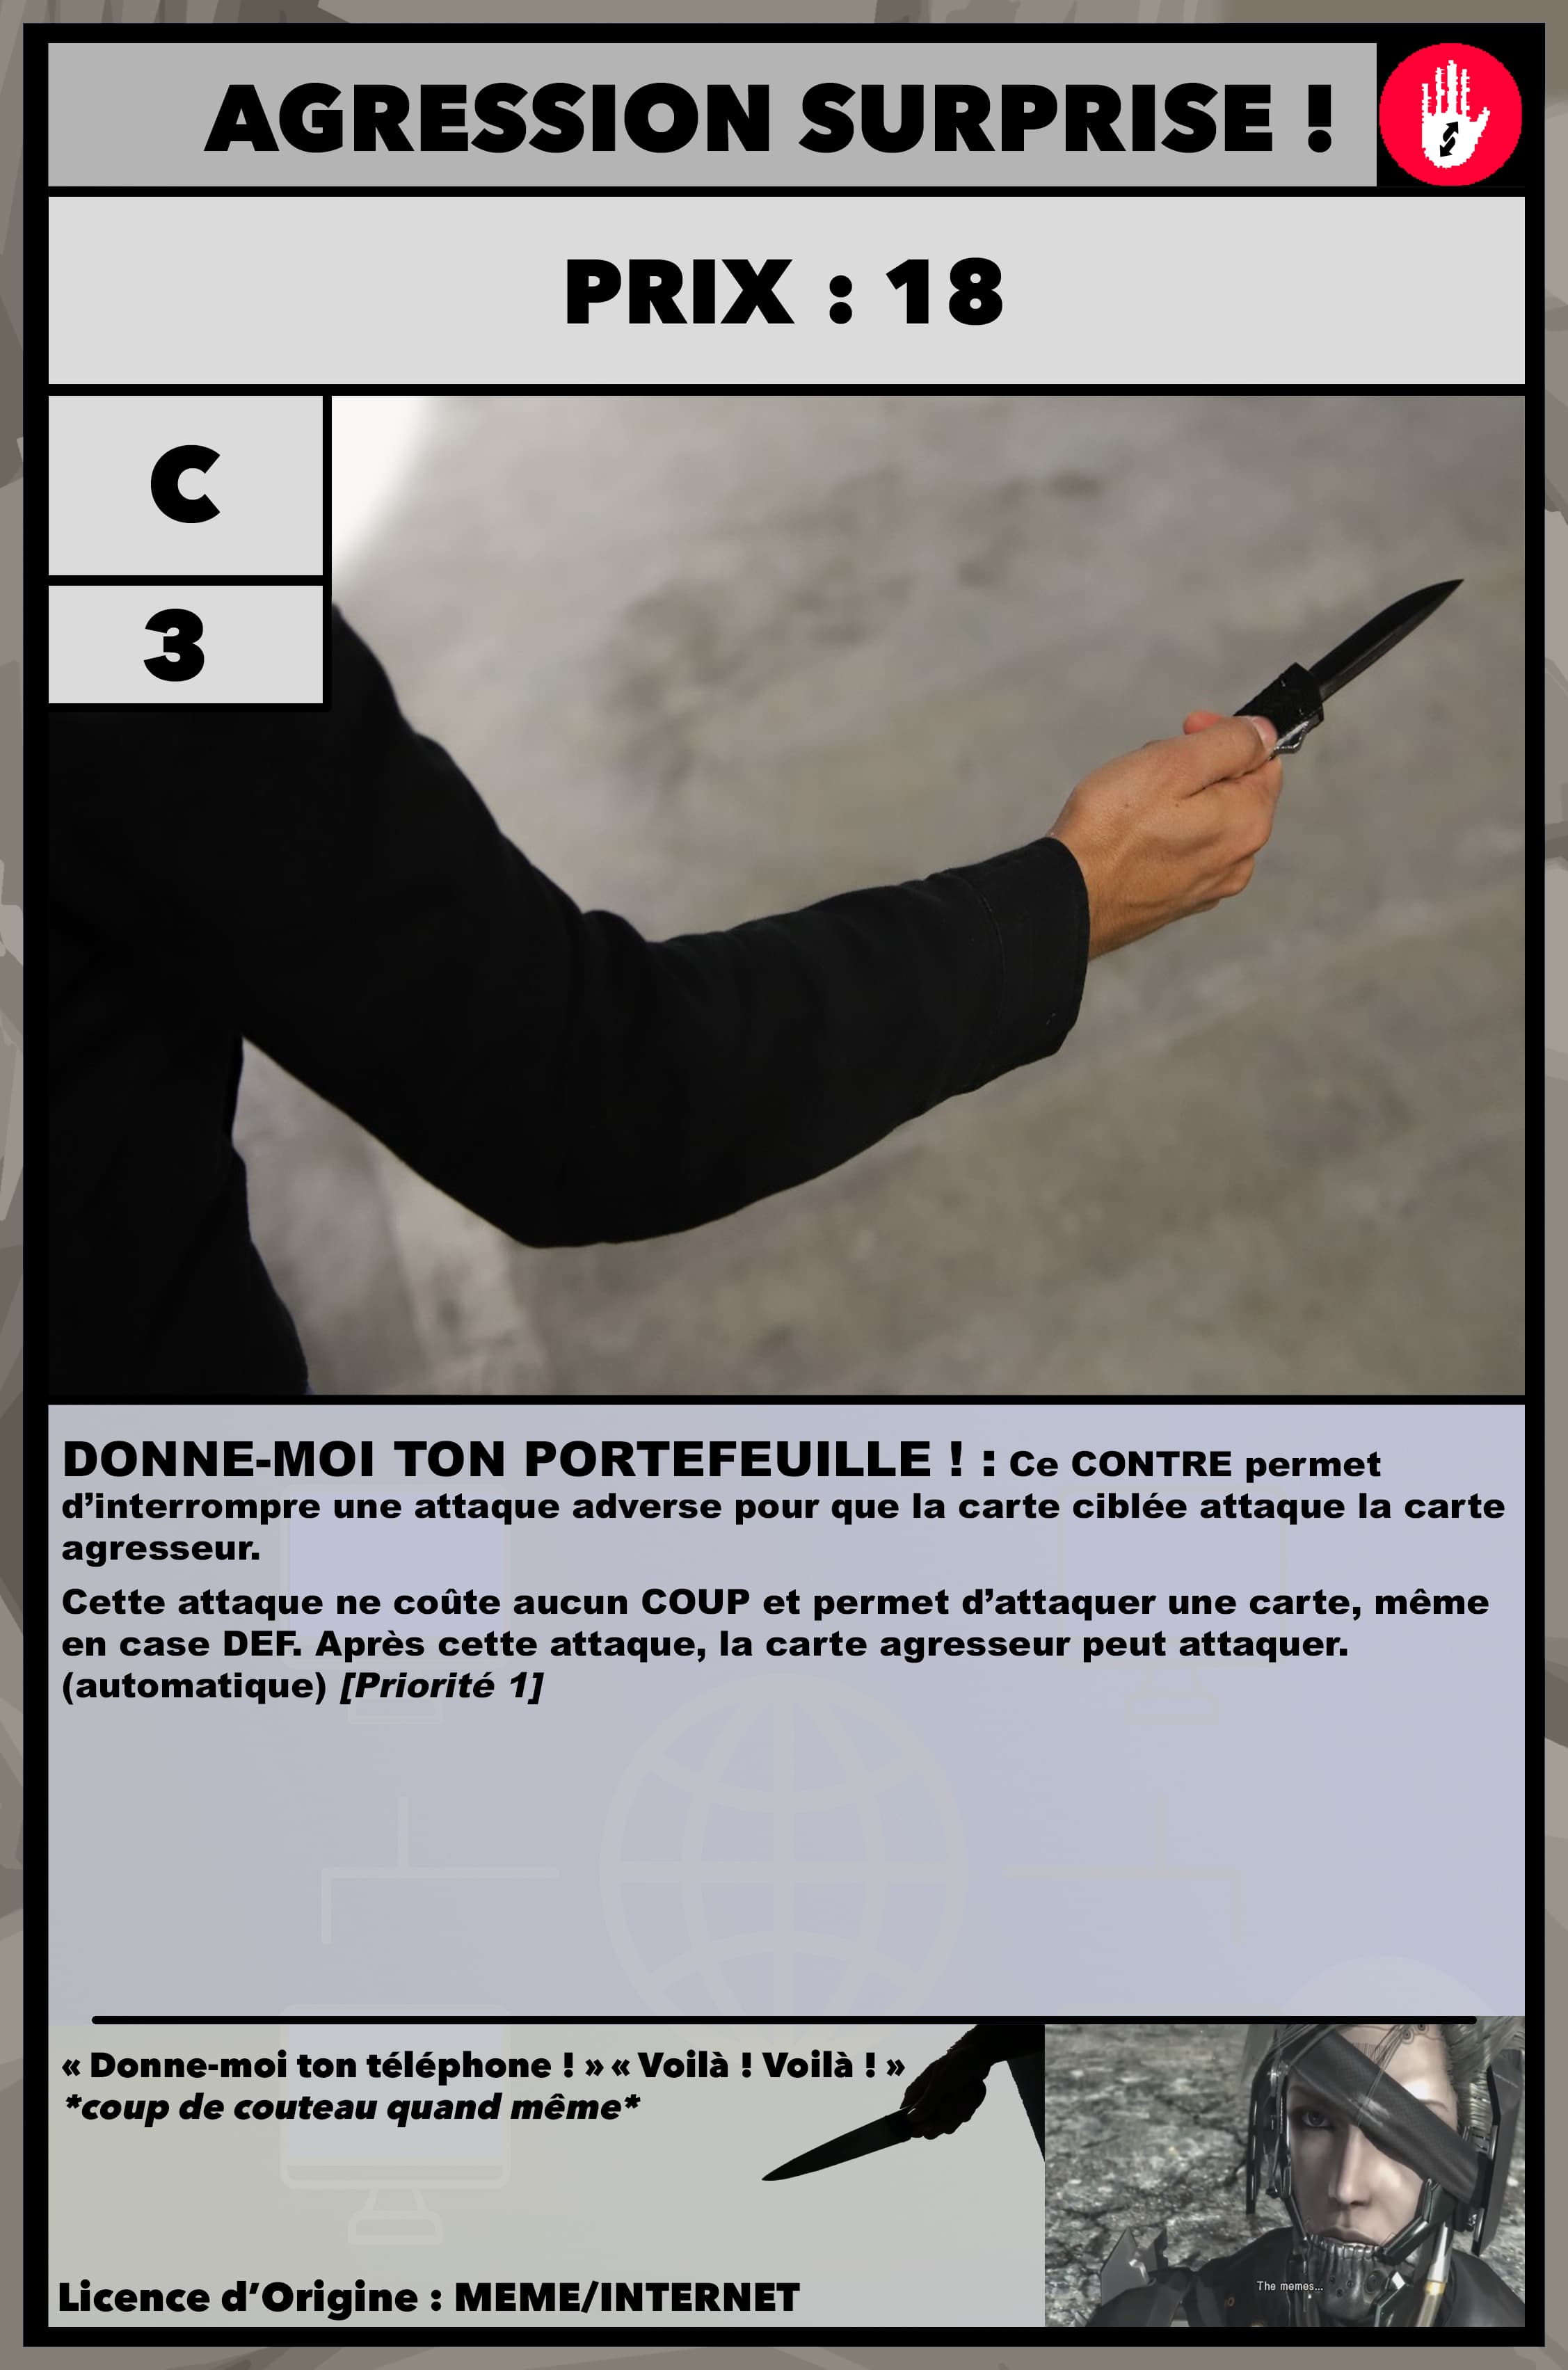 AGRESSION SURPRISE !
PRIX : 18
C
3
DONNE-MOI TON PORTEFEUILLE ! : Ce CONTRE permet
d’interrompre une attaque adverse pour que la carte ciblée attaque la carte
agresseur.
Cette attaque ne coûte aucun COUP et permet d’attaquer une carte, même
en case DEF. Après cette attaque, la carte agresseur peut attaquer.
(automatique) [Priorité 1]
« Donne-moi ton téléphone ! » « Voilà ! Voilà ! »
*coup de couteau quand même*
The memes...
Licence d’Origine : MEME/INTERNET